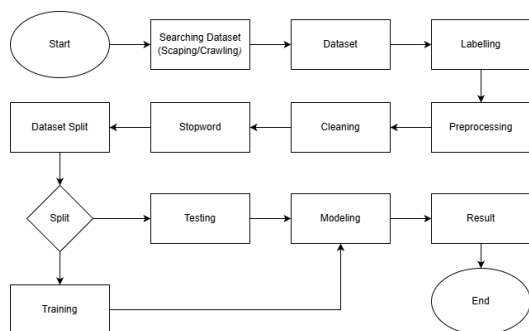 Start
Searching Dataset
(Scaping/Crawling)
Dataset
Labelling
Dataset Split
Stopword
Cleaning
Preprocessing
Split
Testing
Modeling
Result
Training
End